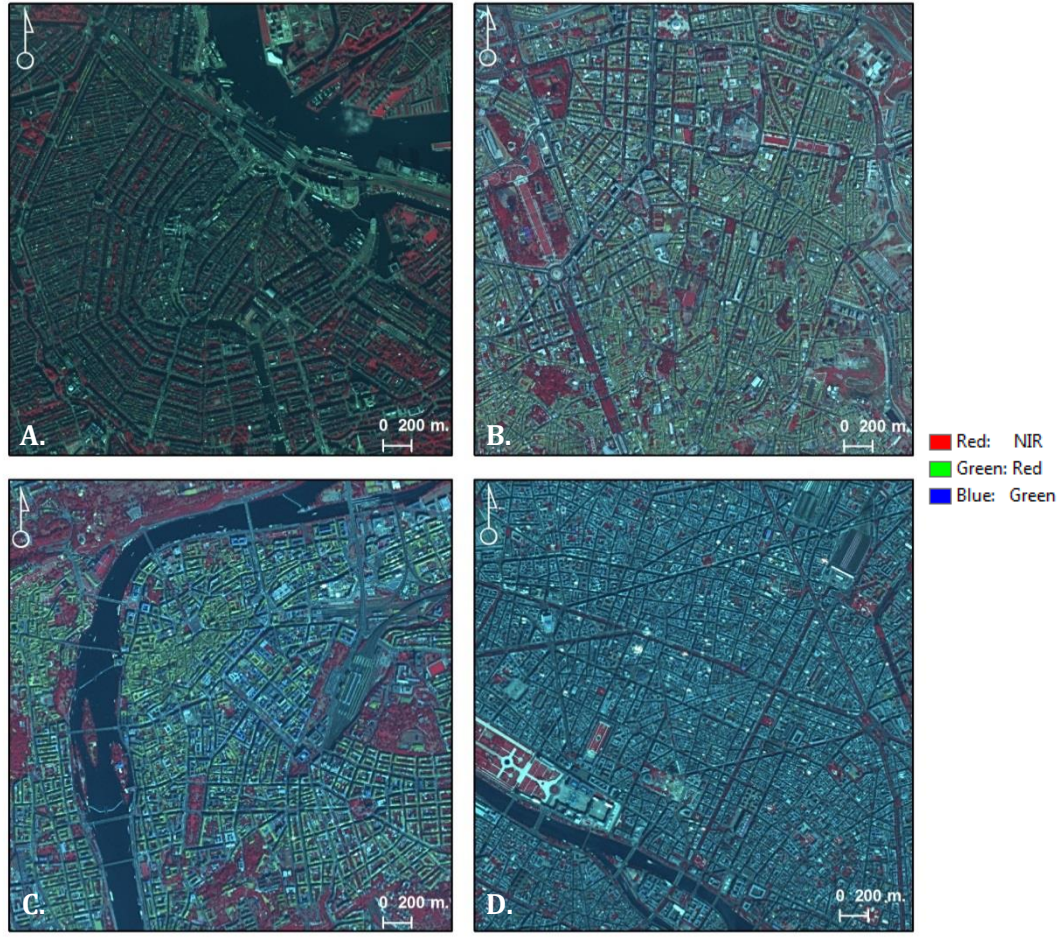 A.
0 200 m.
B.
0 200 m.
Red: NIR
Green: Red
Blue: Green
C.
0 200 m.
D.
0 200 m.